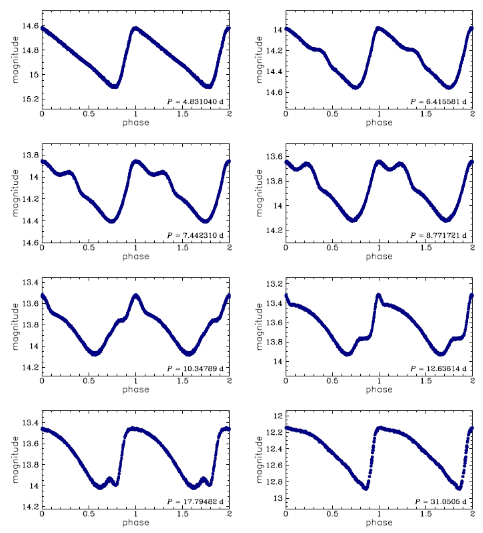 14.6
14.8
15
15.2
magnitude
P = 4.831040 d
0 0.5 1 1.5 2
phase
14
14.2
14.4
14.6
magnitude
P = 6.415581 d
0 0.5 1 1.5 2
phase
13.8
14
14.2
14.4
14.6
magnitude
P = 7.442310 d
0 0.5 1 1.5 2
phase
13.6
13.8
14
14.2
magnitude
P = 8.771721 d
0 0.5 1 1.5 2
phase
13.4
13.6
13.8
14
14.2
magnitude
P = 10.34789 d
0 0.5 1 1.5 2
phase
13.2
13.4
13.6
13.8
14
magnitude
P = 12.63614 d
0 0.5 1 1.5 2
phase
13.4
13.6
13.8
14
14.2
magnitude
P = 17.79482 d
0 0.5 1 1.5 2
phase
12
12.2
12.4
12.6
12.8
13
magnitude
P = 31.0505 d
0 0.5 1 1.5 2
phase